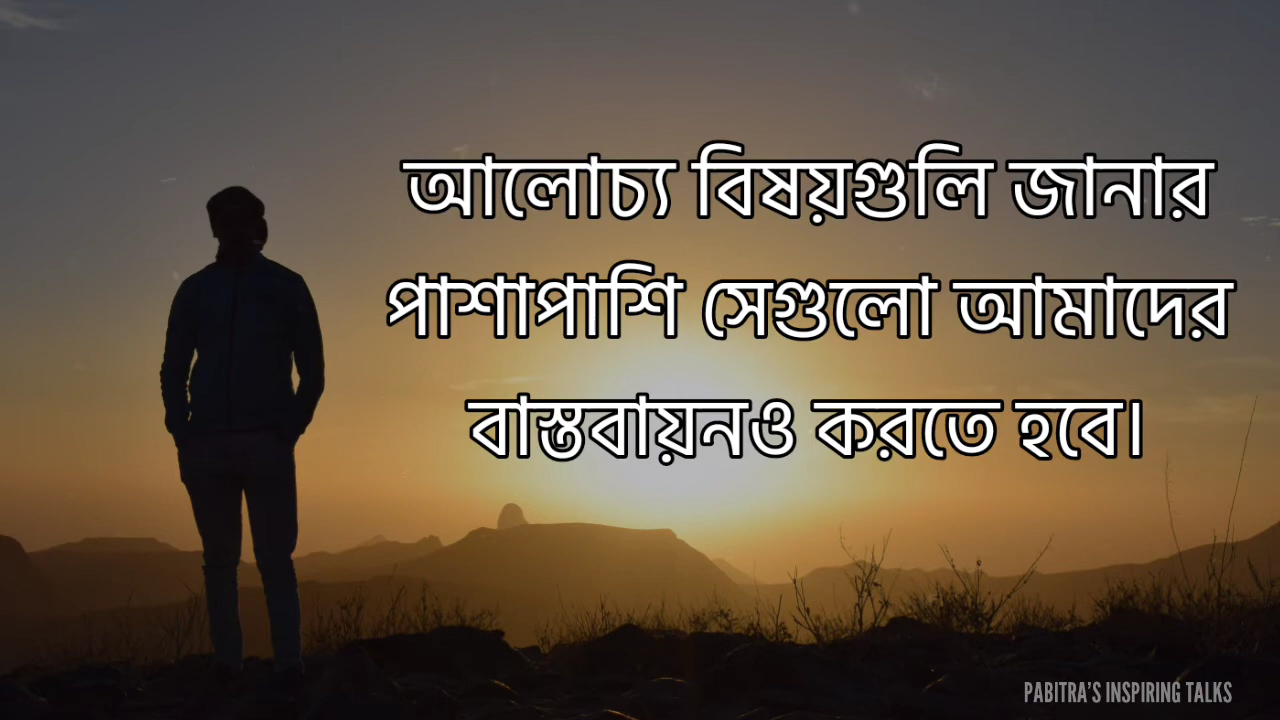 আলোচ্য বিষয়গুলি জানার
পাশাপাশি সেগুলো আমাদের
বাস্তবায়নও করতে হবে।
PABITRA'S INSPIRING TALKS